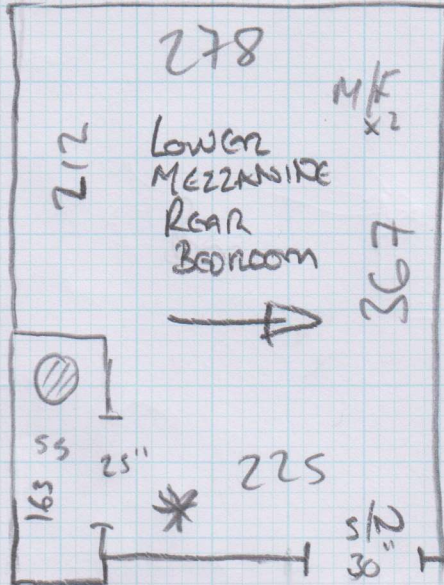 278
M/F
x2
212
LOWER
MEZZANINE
REAR
BEDROOM
367
55
25"
163
225
S/N
30"